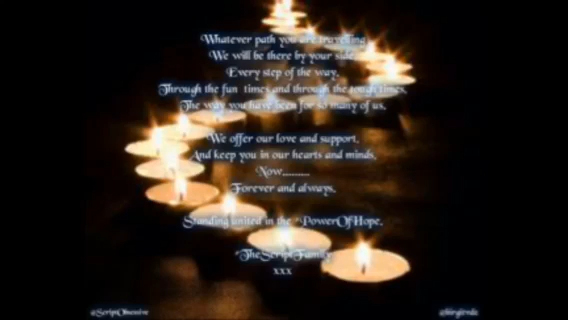 Whatever path you are travelling
We will be there by your side.
Every step of the way.
Through the fun times and through the tough times.
The way you have been for so many of us.
We offer our love and support,
And keep you in our hearts and minds,
Now.........
Forever and always.
Standing united in the *PowerOfHope.
*TheScriptFamily
xxx
@ScriptObsessive